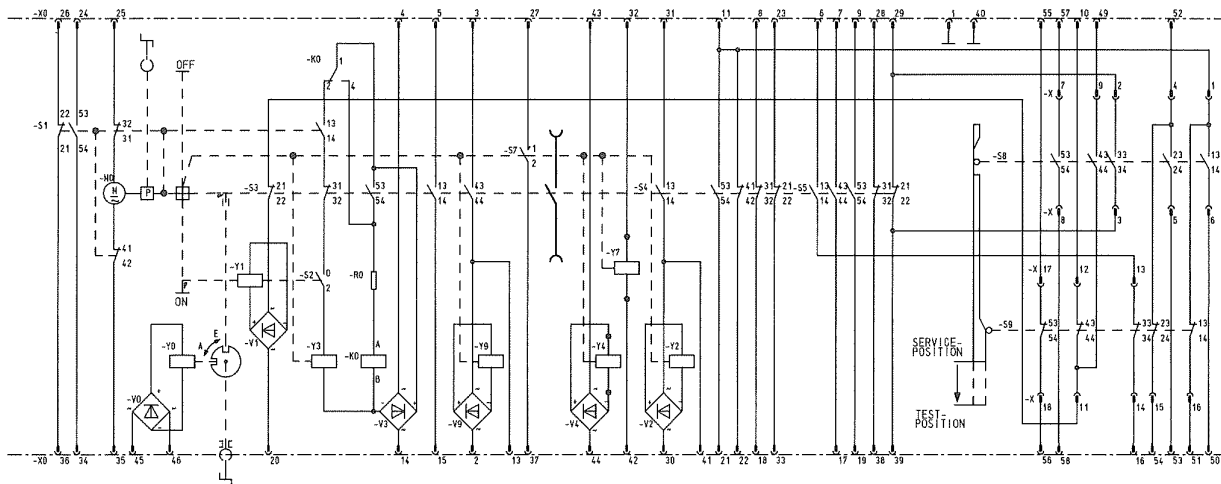 -X0 26 24 25 4 5 3 27 43 32 31 11 8 23 6 7 9 28 29 1 40 55 57 10 49 52
OFF
-K0 1
2 4
-X 7 9 2 4 1
22 53
-S1
32
31
13
14
21 54
-S7 1
2
-S8 53 54 43 44 33 34 23 24 13 14
-M0
M
P
-S3 21 22
31 32
53 54
13 14
43 44
-S4 13 14
53 54 41 42 31 32 21 22
-S5 13 14 43 44 53 54 31 32 21 22
-X 8 3 5 6
41
42
-Y1
ON
-S2 0
2
-R0
-Y7
-X 17 12 13
E
A
-Y0
-V1
-Y3
A
-K0
B
-Y9
-Y4
-Y2
SERVICE-
POSITION
-S9 53 54 43 44 33 34 23 24 13 14
-V0
-V3
-V9
-V4
-V2
TEST-
POSITION
-X 18 11 14 15 16
-X0 36 34 35 45 46 20 14 15 2 13 37 44 42 30 41 21 22 18 33 17 19 38 39 56 58 16 54 53 51 50